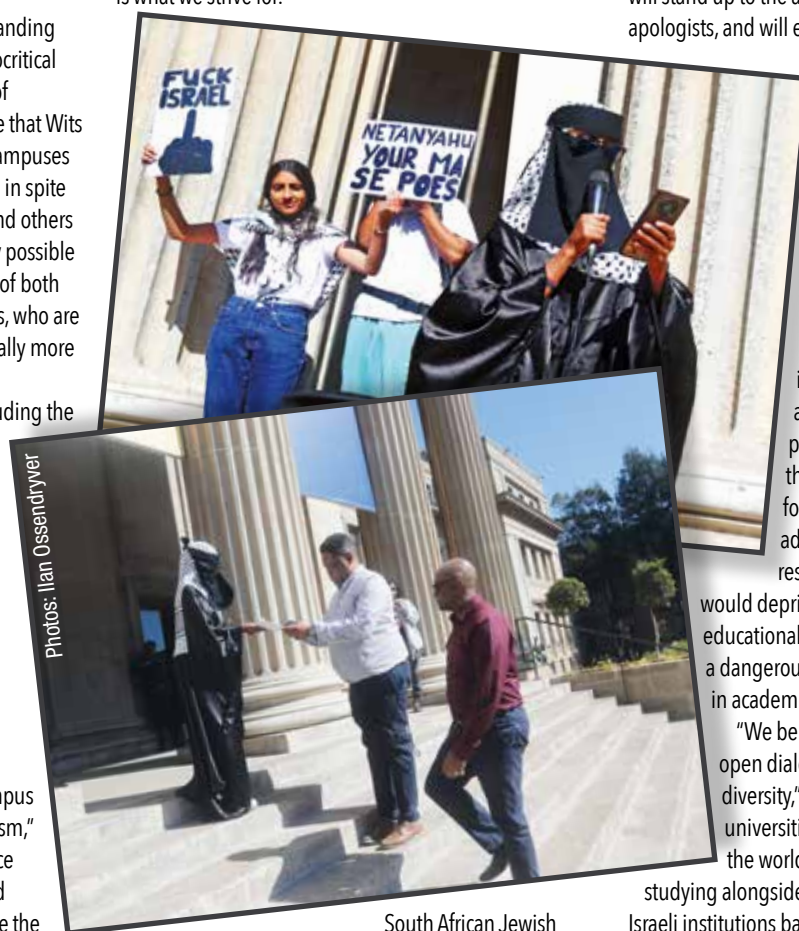 is what we strive for.
anding
ocritical
of
e that Wits
ampuses
in spite
nd others
y possible
of both
s, who are
ally more
uding the
pus
sm,"
ce
d
e the
FUCK
ISRAEL
NETANYAHU
YOUR MA
SE POES
Photos: Ilan Ossendryver
South African Jewish
will stand up to the a
apologists, and will e
i
a
p
th
fo
ad
res
would depri
educational
a dangerou
in academ
"We be
open dial
diversity,"
universiti
the world
studying alongside
Israeli institutions ba